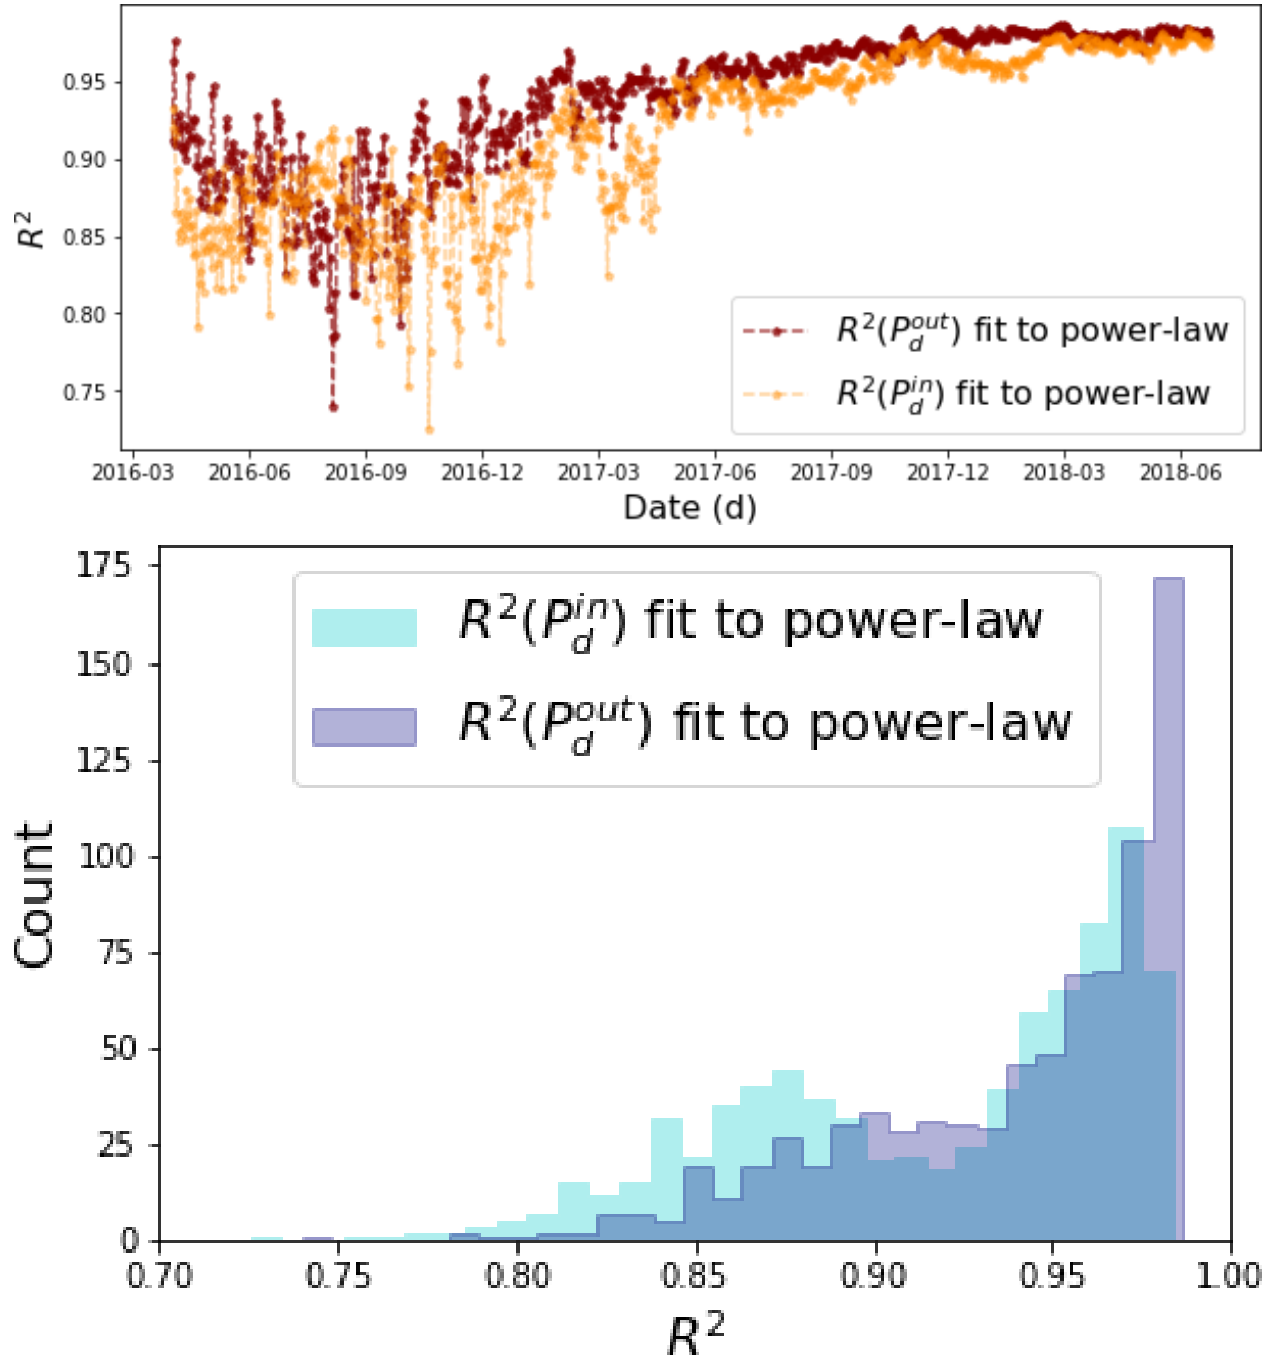 0.95
0.90
0.85
0.80
0.75
R²
R²(P_d^out) fit to power-law
R²(P_d^in) fit to power-law
2016-03 2016-06 2016-09 2016-12 2017-03 2017-06 2017-09 2017-12 2018-03 2018-06
Date (d)
175
150
125
100
75
50
25
0
Count
R²(P_d^in) fit to power-law
R²(P_d^out) fit to power-law
0.70 0.75 0.80 0.85 0.90 0.95 1.00
R²